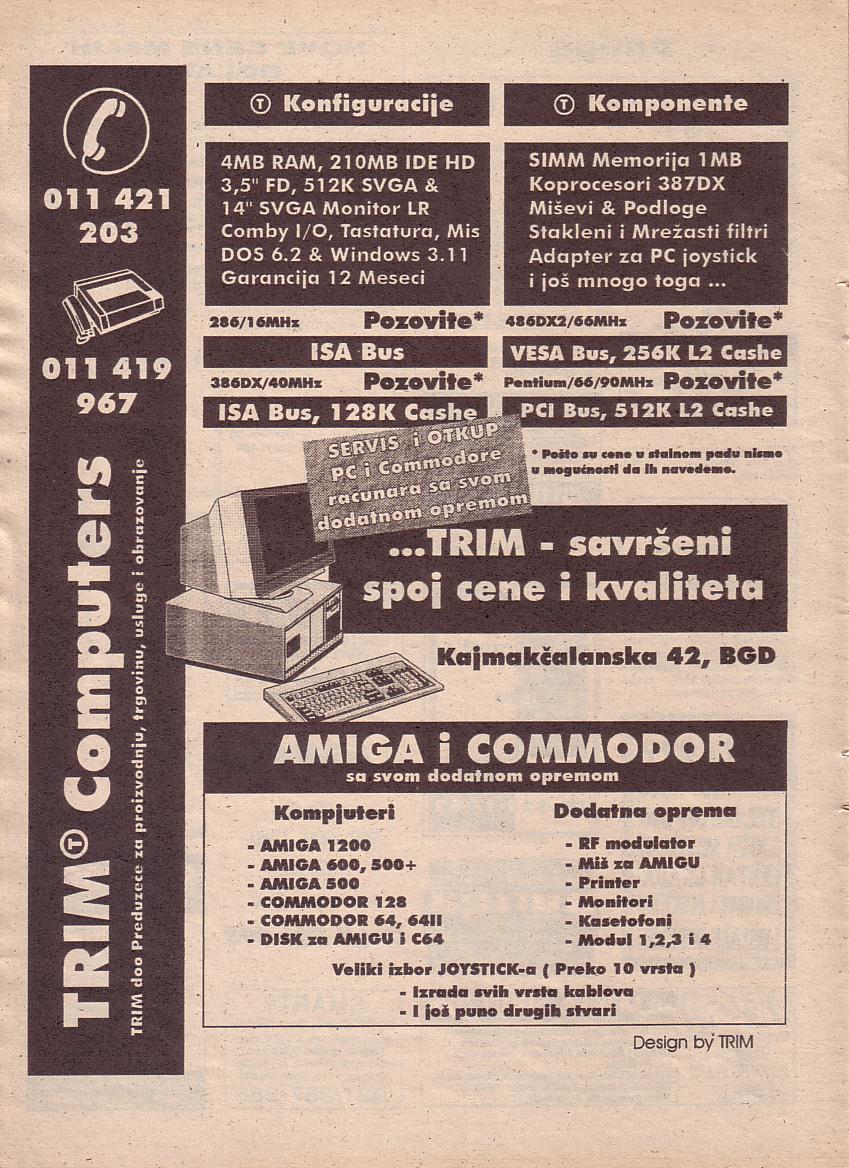 011 421
203
011 419
967
TRIM Ⓣ Computers
TRIM doo Preduzece za proizvodnju, trgovinu, usluge i obrazovanje
Ⓣ Konfiguracije
4MB RAM, 210MB IDE HD
3,5" FD, 512K SVGA &
14" SVGA Monitor LR
Comby I/O, Tastatura, Mis
DOS 6.2 & Windows 3.11
Garancija 12 Meseci
Ⓣ Komponente
SIMM Memorija 1MB
Koprocesori 387DX
Miševi & Podloge
Stakleni i Mrežasti filtri
Adapter za PC joystick
i još mnogo toga ...
286/16MHz Pozovite*
ISA Bus
386DX/40MHz Pozovite*
ISA Bus, 128K Cashe
486DX2/66MHz Pozovite*
VESA Bus, 256K L2 Cashe
Pentium/66/90MHz Pozovite*
PCI Bus, 512K L2 Cashe
* Pošto su cene u stalnom padu nismo
u mogućnosti da ih navedemo.
SERVIS i OTKUP
PC i Commodore
racunara sa svom
dodatnom opremom
...TRIM - savršeni
spoj cene i kvaliteta
Kajmakčalanska 42, BGD
AMIGA i COMMODOR
sa svom dodatnom opremom
Kompjuteri
- AMIGA 1200
- AMIGA 600, 500+
- AMIGA 500
- COMMODOR 128
- COMMODOR 64, 64II
- DISK za AMIGU i C64
Dodatna oprema
- RF modulator
- Miš za AMIGU
- Printer
- Monitori
- Kasetofoni
- Modul 1,2,3 i 4
Veliki izbor JOYSTICK-a ( Preko 10 vrsta )
- Izrada svih vrsta kablova
- I još puno drugih stvari
Design by TRIM